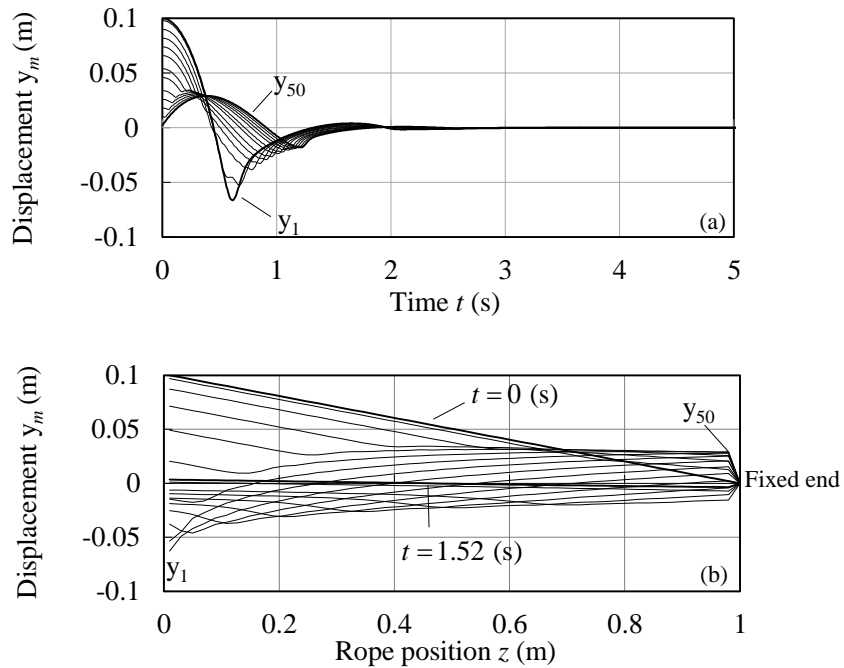 Displacement yₘ (m)
0.1
0.05
0
-0.05
-0.1
y₅₀
y₁
(a)
0 1 2 3 4 5
Time t (s)
Displacement yₘ (m)
0.1
0.05
0
-0.05
-0.1
t = 0 (s)
y₅₀
Fixed end
t = 1.52 (s)
y₁
(b)
0 0.2 0.4 0.6 0.8 1
Rope position z (m)